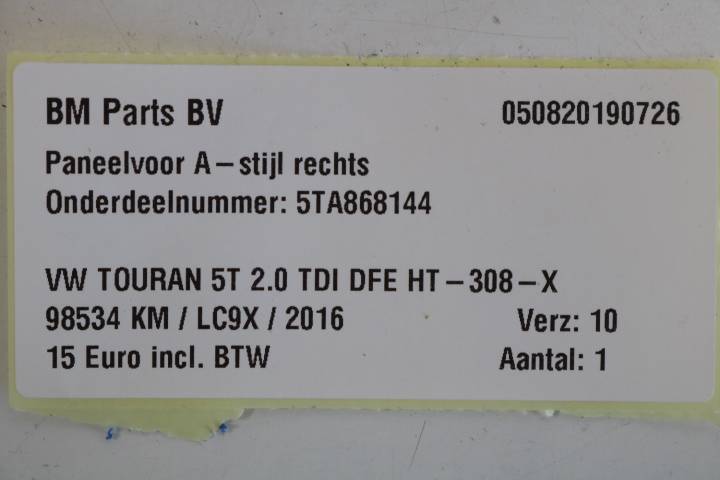 BM Parts BV 050820190726
Paneelvoor A-stijl rechts
Onderdeelnummer: 5TA868144
VW TOURAN 5T 2.0 TDI DFE HT-308-X
98534 KM / LC9X / 2016 Verz: 10
15 Euro incl. BTW Aantal: 1